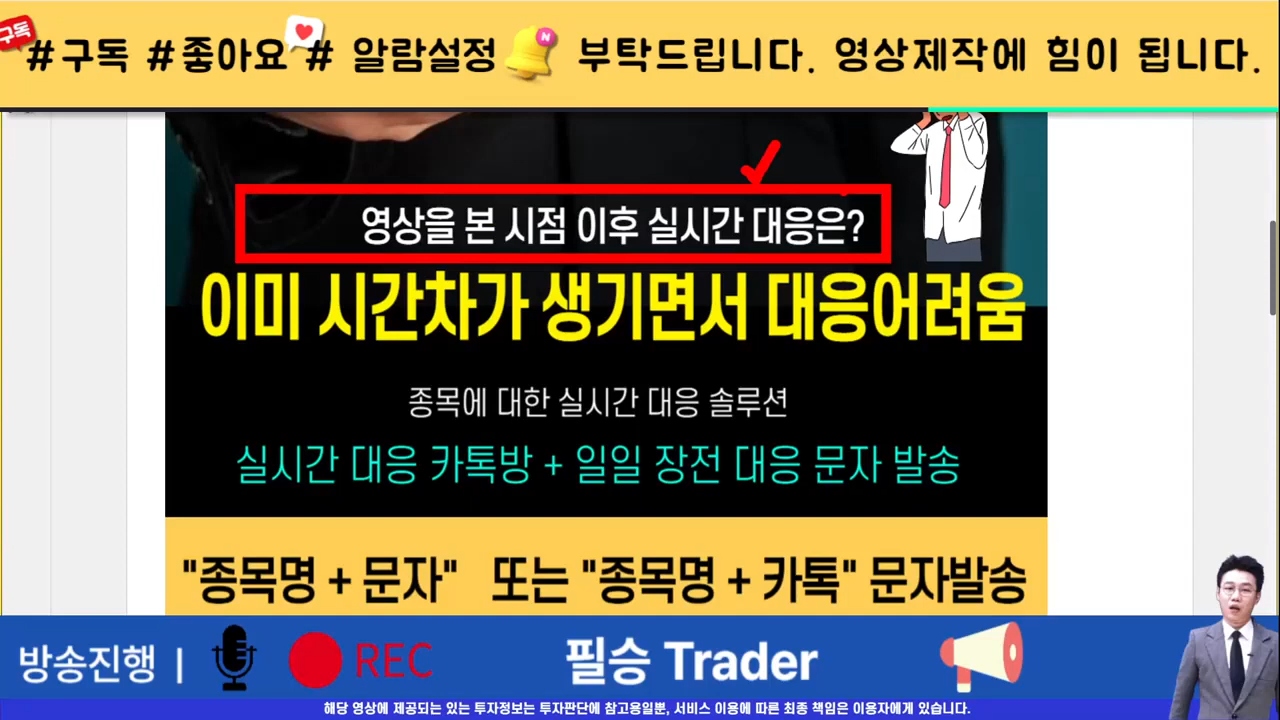 구독
#구독 #좋아요 # 알람설정 N 부탁드립니다. 영상제작에 힘이 됩니다.
영상을 본 시점 이후 실시간 대응은?
이미 시간차가 생기면서 대응어려움
종목에 대한 실시간 대응 솔루션
실시간 대응 카톡방 + 일일 장전 대응 문자 발송
"종목명 + 문자" 또는 "종목명 + 카톡" 문자발송
방송진행 | REC 필승 Trader
해당 영상에 제공되는 있는 투자정보는 투자판단에 참고용일뿐, 서비스 이용에 따른 최종 책임은 이용자에게 있습니다.